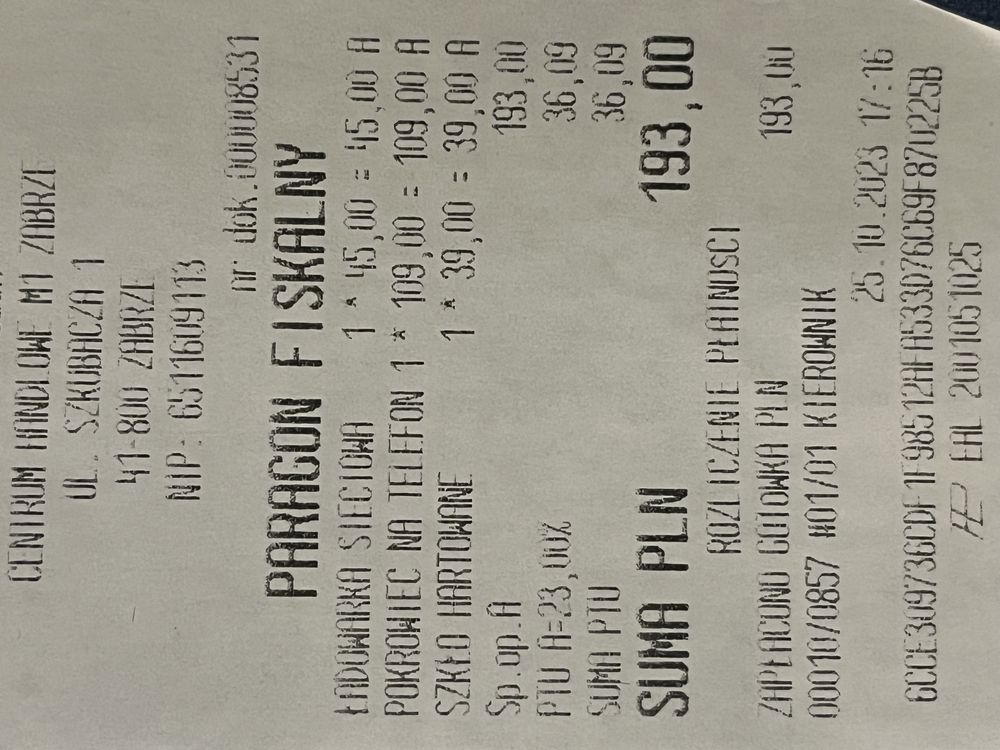 CENTRUM HANDLOWE M1 ZABRZE
UL. SZKUBACZA 1
41-800 ZABRZE
NIP: 6511609113
nr dok.00008531
PARAGON FISKALNY
ŁADOWARKA SIECIOWA 1 * 45,00 = 45,00 A
POKROWIEC NA TELEFON 1 * 109,00 = 109,00 A
SZKŁO HARTOWANE 1 * 39,00 = 39,00 A
Sp.op.A 193,00
PTU A=23,00% 36,09
SUMA PTU 36,09
SUMA PLN 193,00
ROZLICZENIE PŁATNOŚCI
ZAPŁACONO GOTÓWKA PLN 193,00
00010/0857 #01/01 KIEROWNIK
25.10.2023 17:16
EAL 2001051025